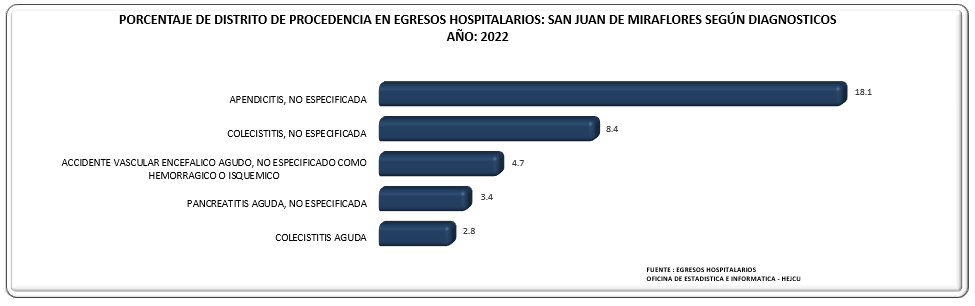 PORCENTAJE DE DISTRITO DE PROCEDENCIA EN EGRESOS HOSPITALARIOS: SAN JUAN DE MIRAFLORES SEGÚN DIAGNOSTICOS
AÑO: 2022
APENDICITIS, NO ESPECIFICADA
18.1
COLECISTITIS, NO ESPECIFICADA
8.4
ACCIDENTE VASCULAR ENCEFALICO AGUDO, NO ESPECIFICADO COMO
HEMORRAGICO O ISQUEMICO
4.7
PANCREATITIS AGUDA, NO ESPECIFICADA
3.4
COLECISTITIS AGUDA
2.8
FUENTE : EGRESOS HOSPITALARIOS
OFICINA DE ESTADISTICA E INFORMATICA - HEJCU